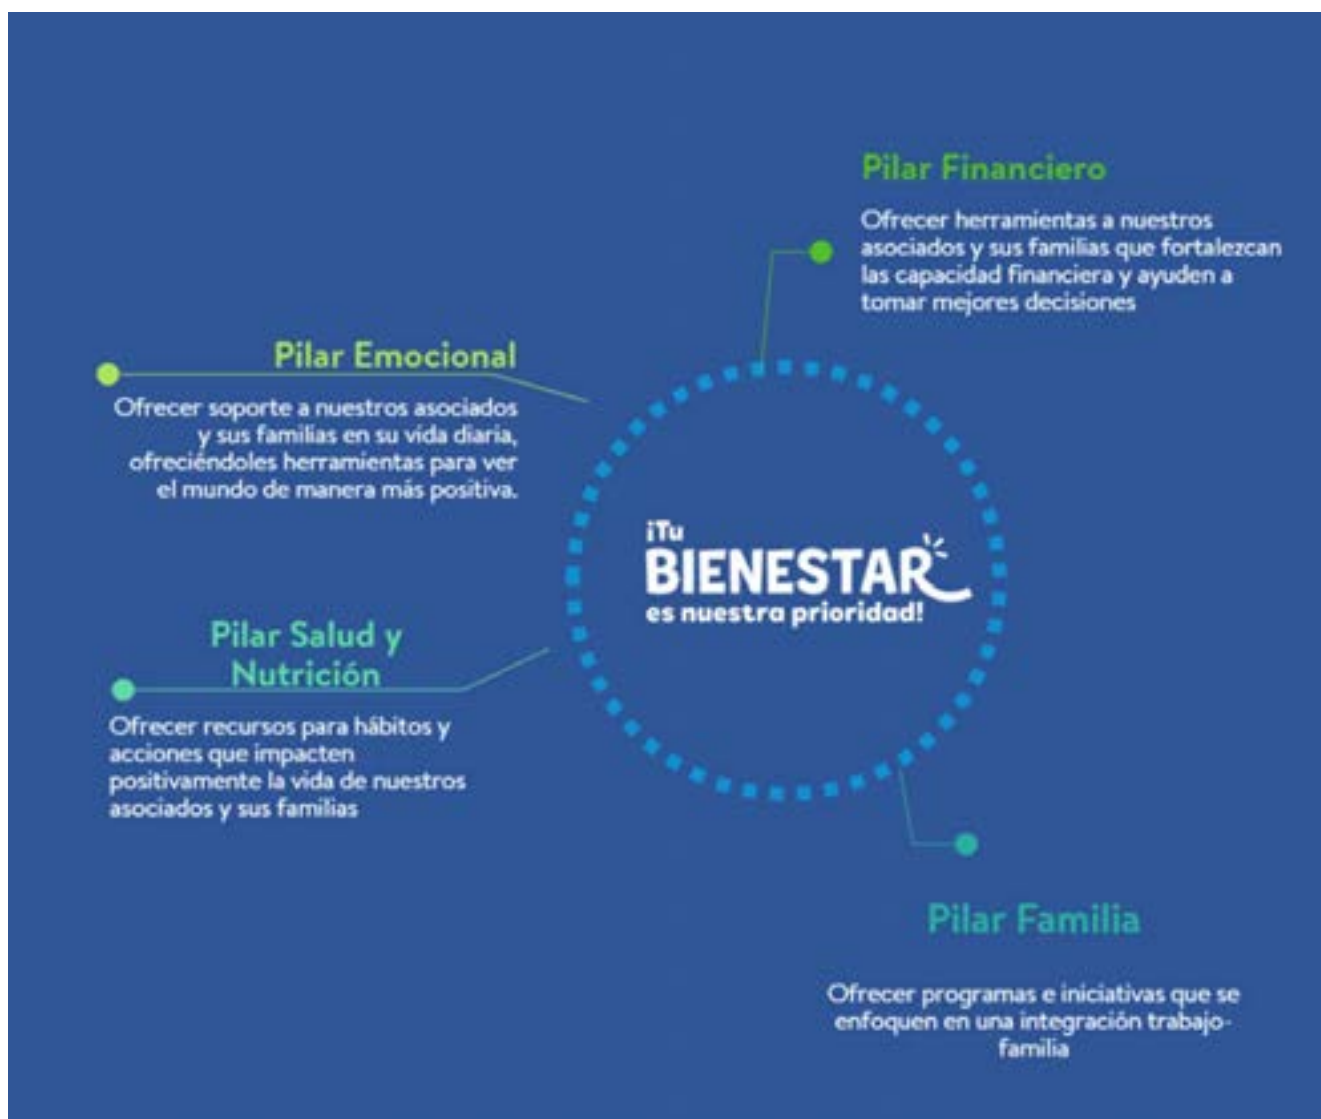 Pilar Financiero
Ofrecer herramientas a nuestros
asociados y sus familias que fortalezcan
las capacidad financiera y ayuden a
tomar mejores decisiones
Pilar Emocional
Ofrecer soporte a nuestros asociados
y sus familias en su vida diaria,
ofreciéndoles herramientas para ver
el mundo de manera más positiva.
¡Tu
BIENESTAR
es nuestra prioridad!
Pilar Salud y
Nutrición
Ofrecer recursos para hábitos y
acciones que impacten
positivamente la vida de nuestros
asociados y sus familias
Pilar Familia
Ofrecer programas e iniciativas que se
enfoquen en una integración trabajo-
familia